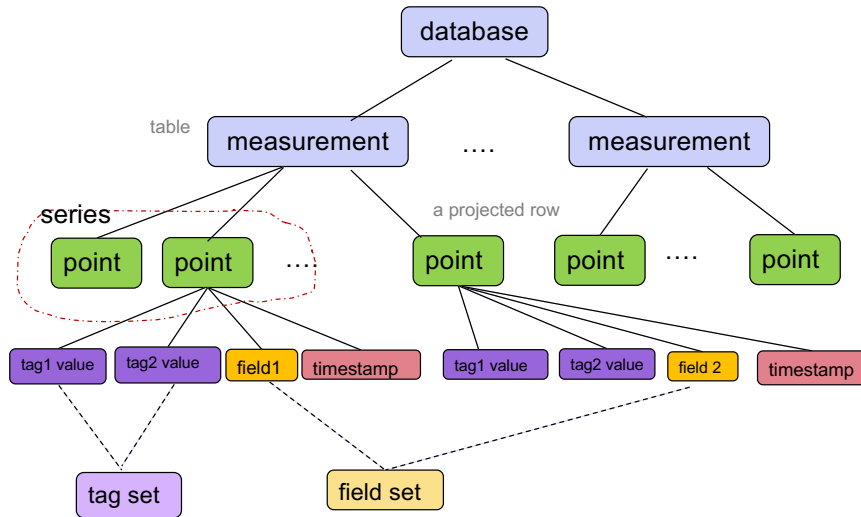 database
table
measurement
....
measurement
series
a projected row
point
point
....
point
point
....
point
tag1 value
tag2 value
field1
timestamp
tag1 value
tag2 value
field 2
timestamp
tag set
field set